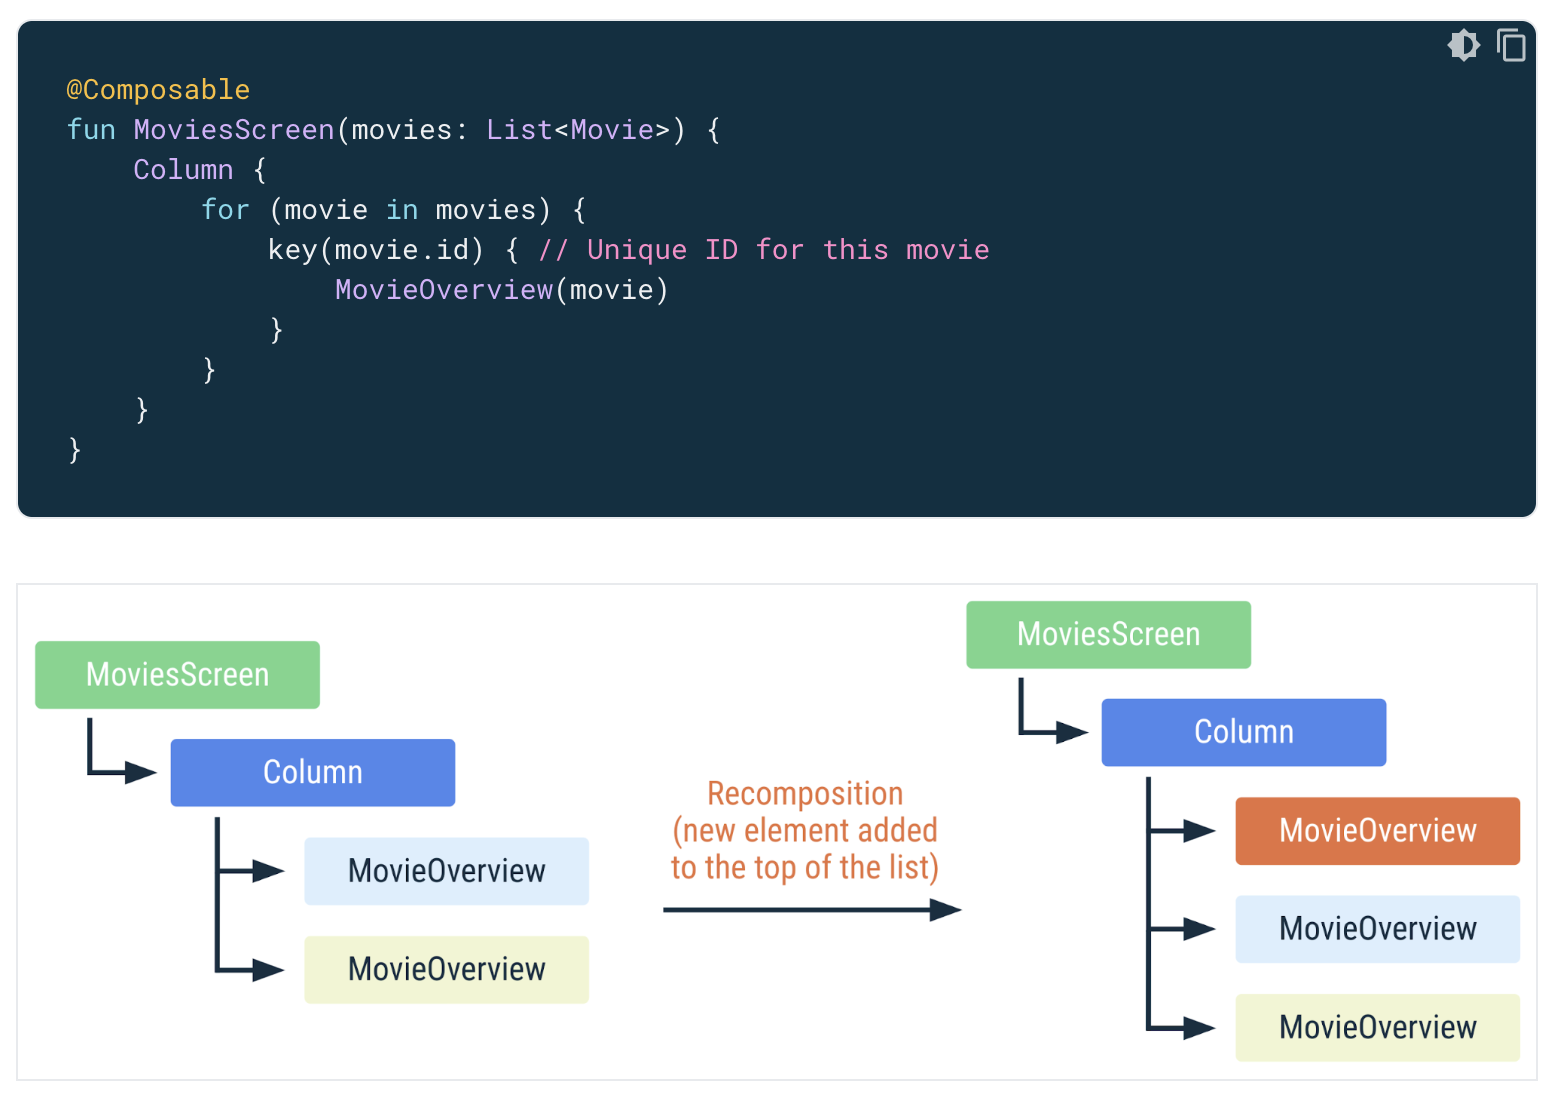 @Composable
fun MoviesScreen(movies: List<Movie>) {
    Column {
        for (movie in movies) {
            key(movie.id) { // Unique ID for this movie
                MovieOverview(movie)
            }
        }
    }
}
MoviesScreen
Column
MovieOverview
MovieOverview
Recomposition
(new element added
to the top of the list)
MoviesScreen
Column
MovieOverview
MovieOverview
MovieOverview